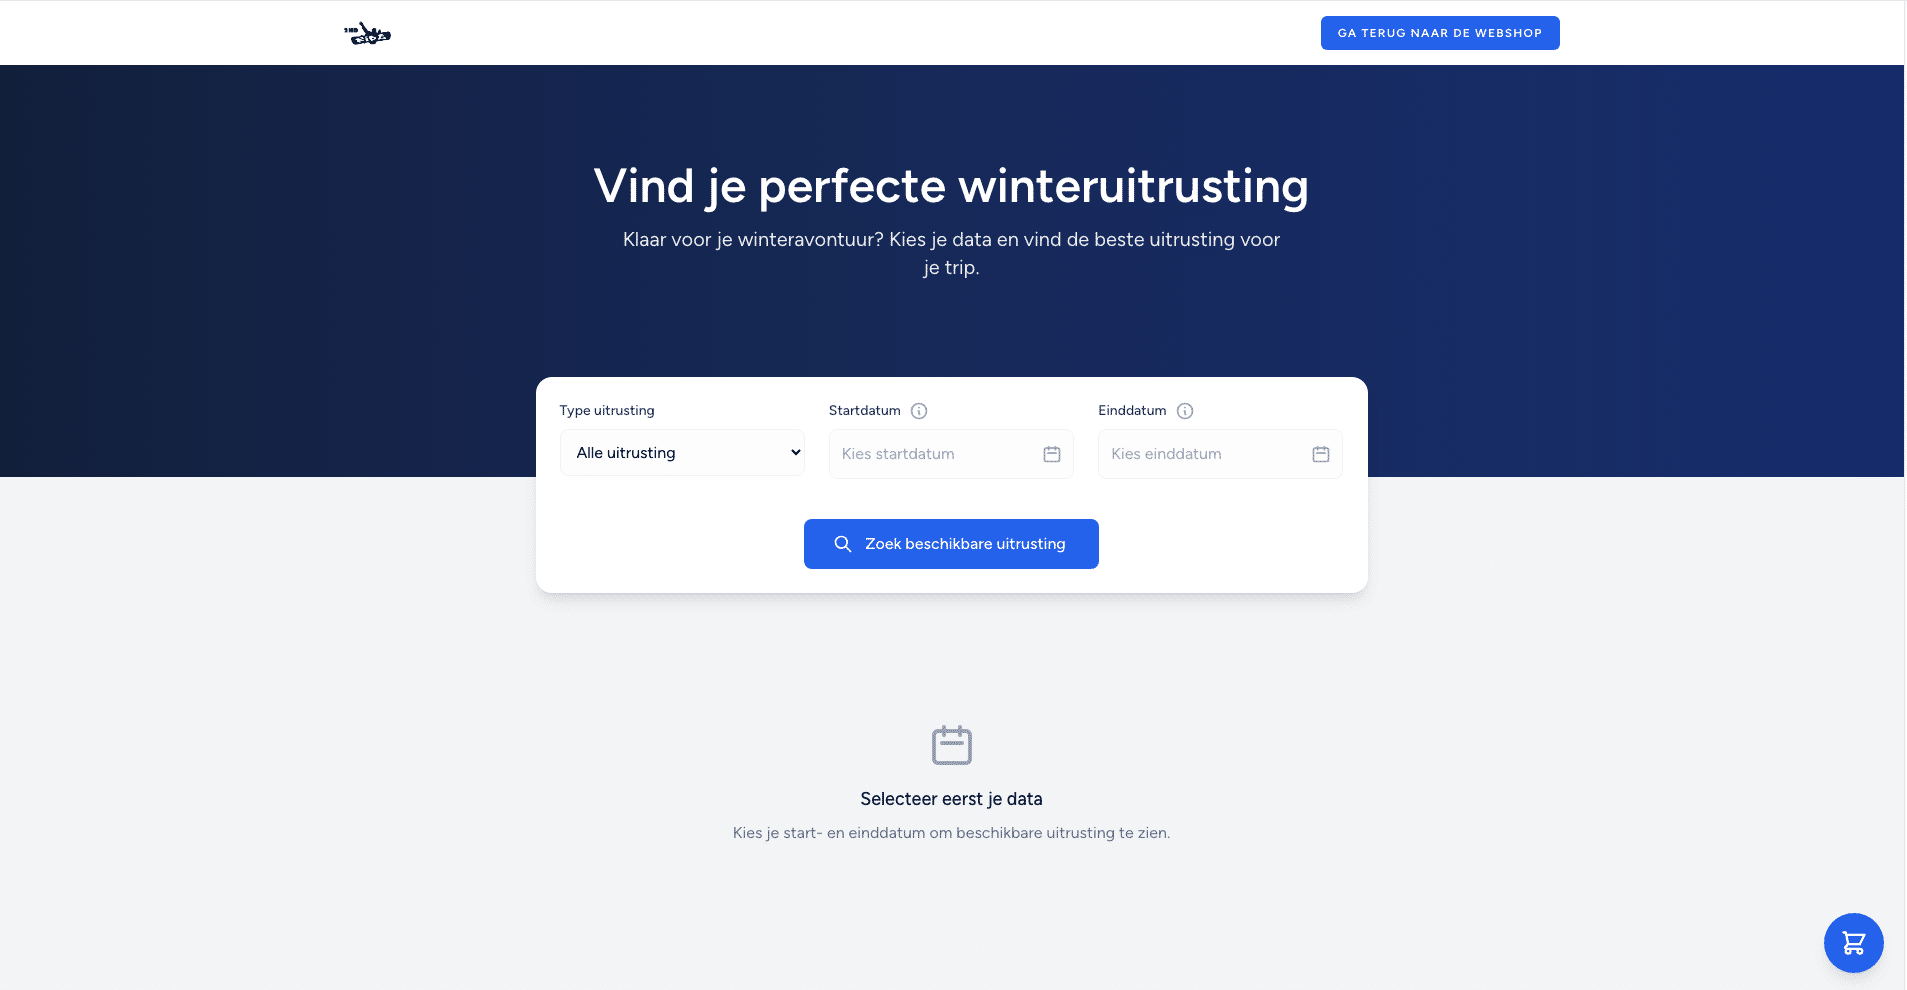 2ND
RIDE
GA TERUG NAAR DE WEBSHOP
Vind je perfecte winteruitrusting
Klaar voor je winteravontuur? Kies je data en vind de beste uitrusting voor
je trip.
Type uitrusting
Startdatum
Einddatum
Alle uitrusting
Kies startdatum
Kies einddatum
Zoek beschikbare uitrusting
Selecteer eerst je data
Kies je start- en einddatum om beschikbare uitrusting te zien.